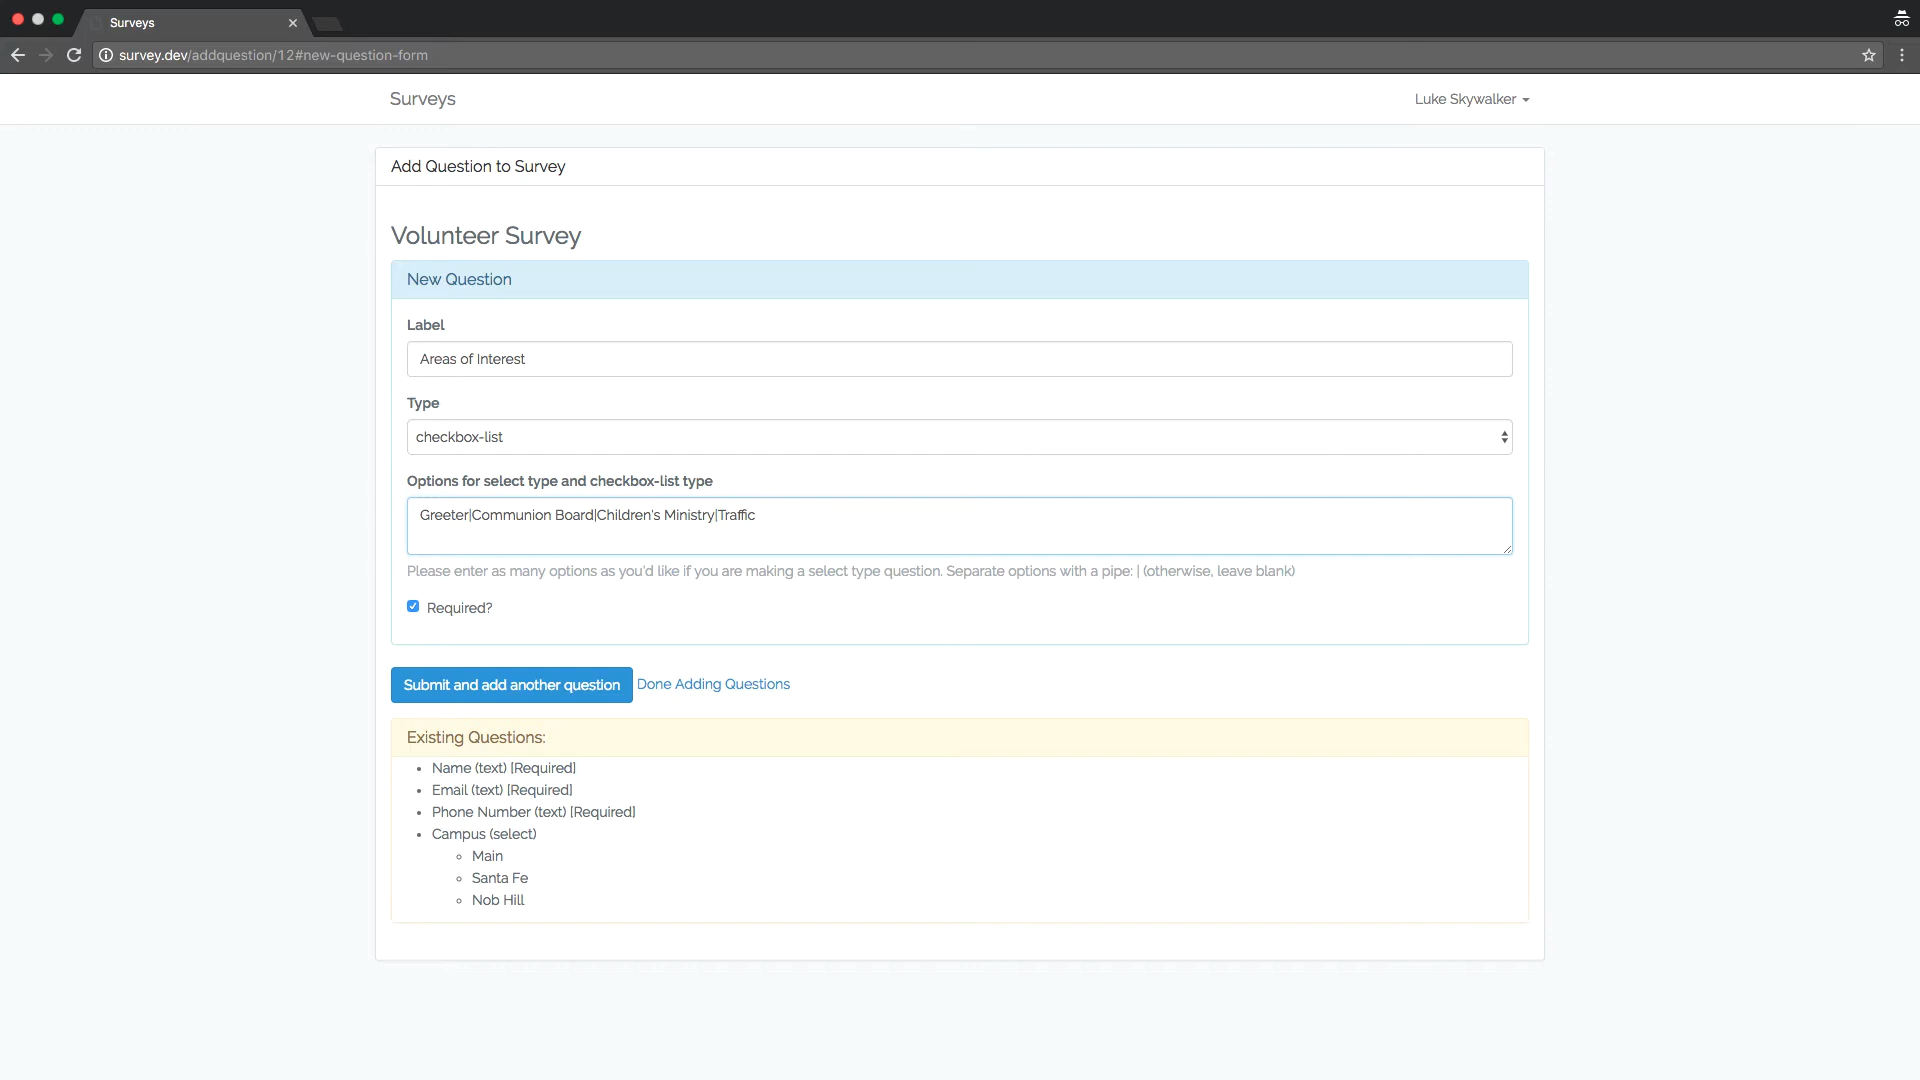 Surveys
survey.dev/addquestion/12#new-question-form
Surveys
Luke Skywalker
Add Question to Survey
Volunteer Survey
New Question
Label
Areas of Interest
Type
checkbox-list
Options for select type and checkbox-list type
Greeter|Communion Board|Children's Ministry|Traffic
Please enter as many options as you'd like if you are making a select type question. Separate options with a pipe: | (otherwise, leave blank)
Required?
Submit and add another question Done Adding Questions
Existing Questions:
Name (text) [Required]
Email (text) [Required]
Phone Number (text) [Required]
Campus (select)
Main
Santa Fe
Nob Hill